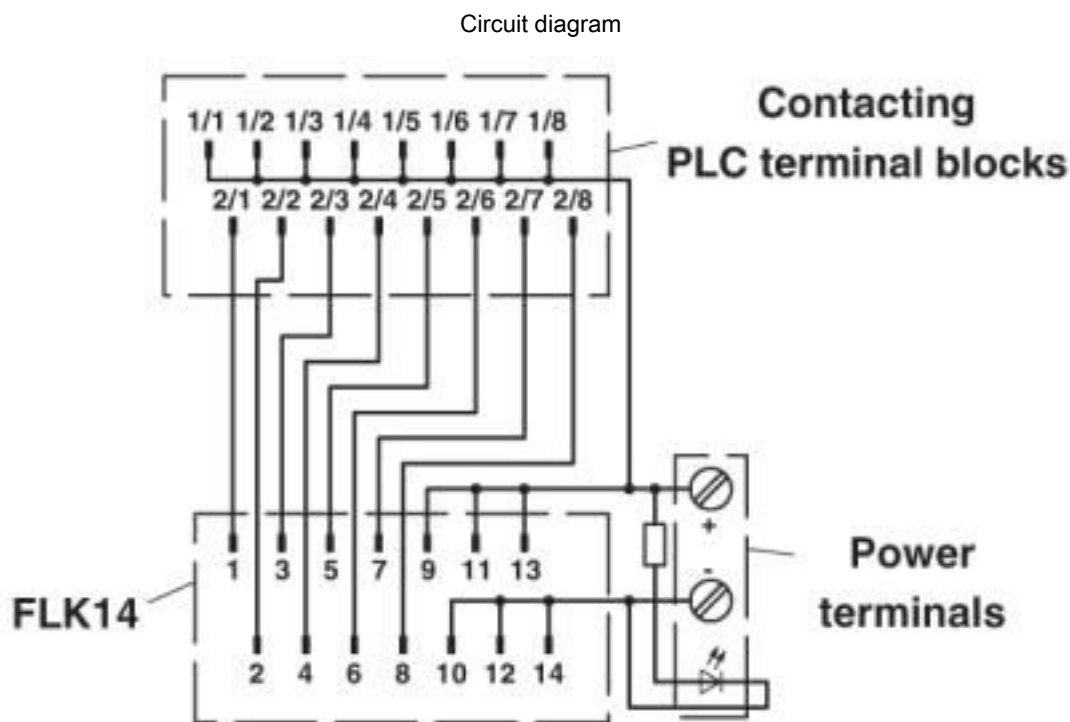 Circuit diagram
1/1 1/2 1/3 1/4 1/5 1/6 1/7 1/8
Contacting
PLC terminal blocks
2/1 2/2 2/3 2/4 2/5 2/6 2/7 2/8
+
-
1 3 5 7 9 11 13
Power
terminals
FLK14
2 4 6 8 10 12 14